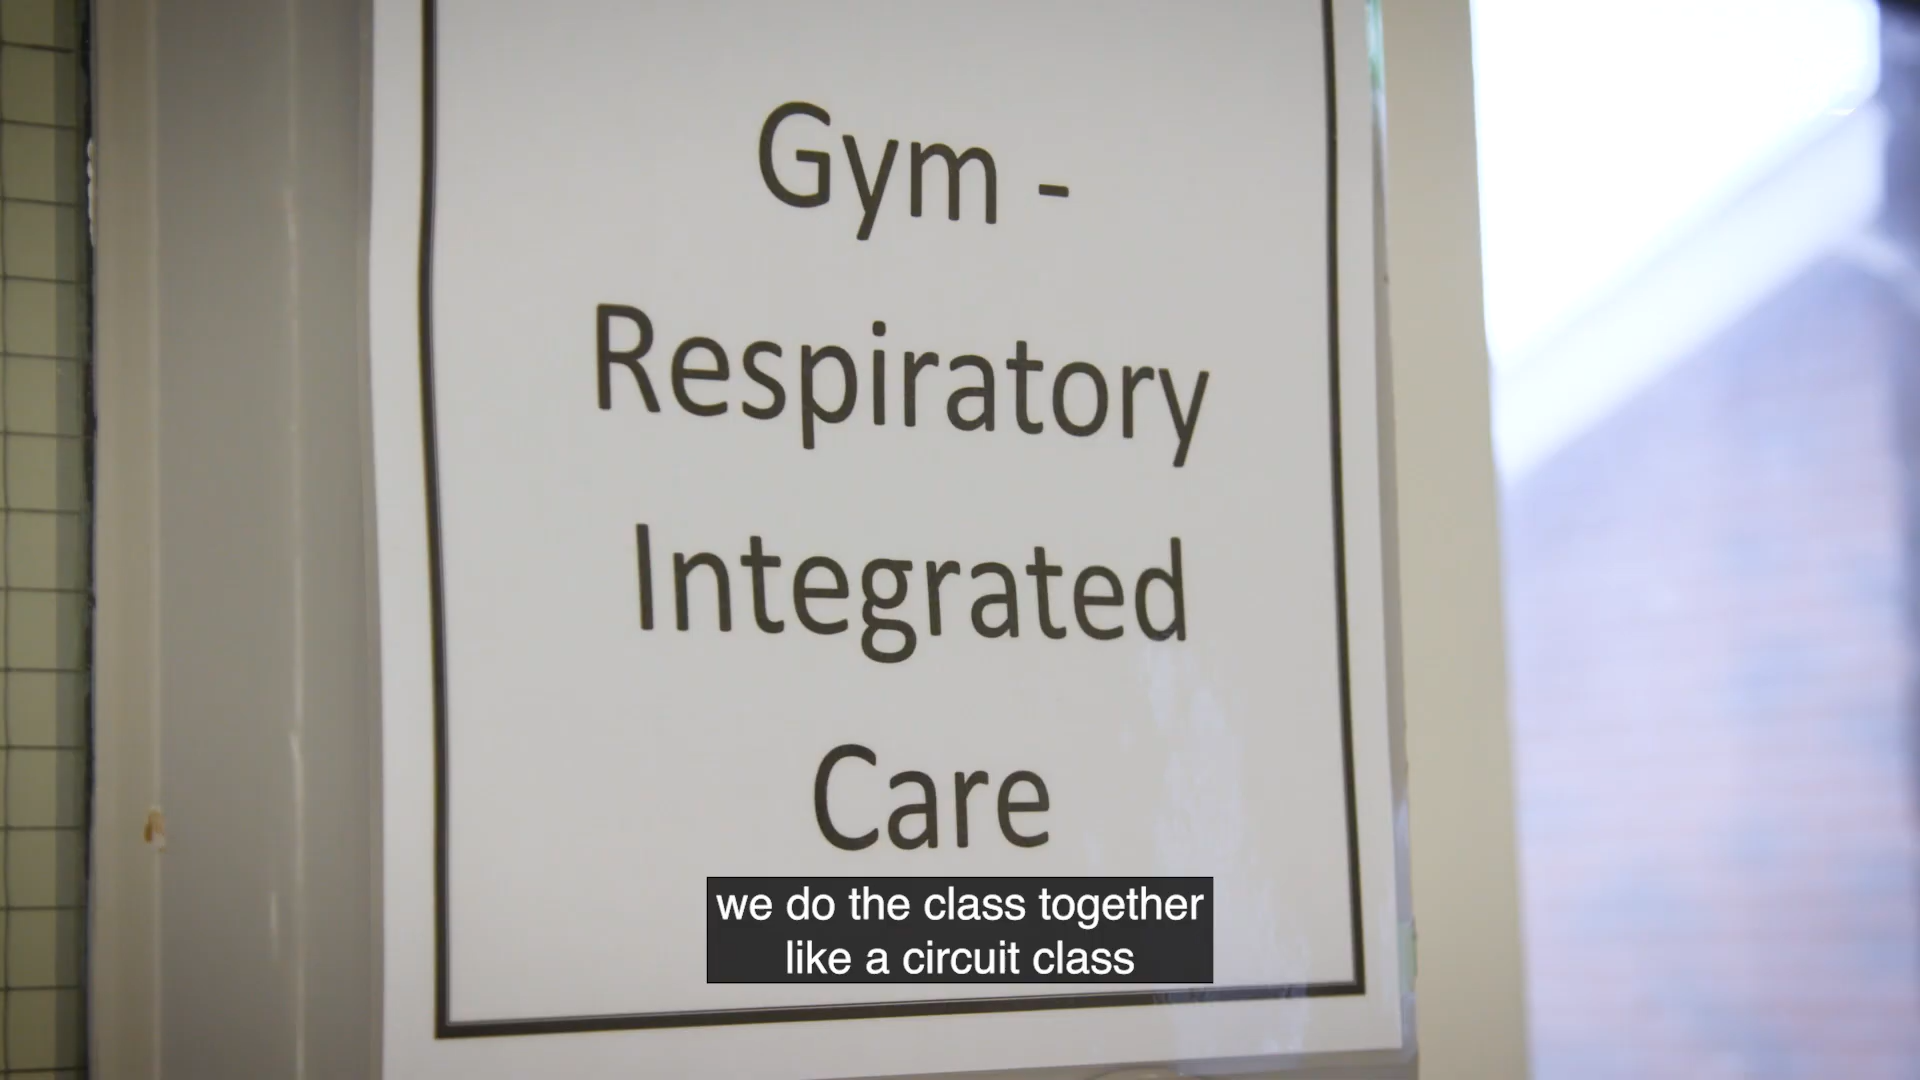 Gym -
Respiratory
Integrated
Care
we do the class together
like a circuit class